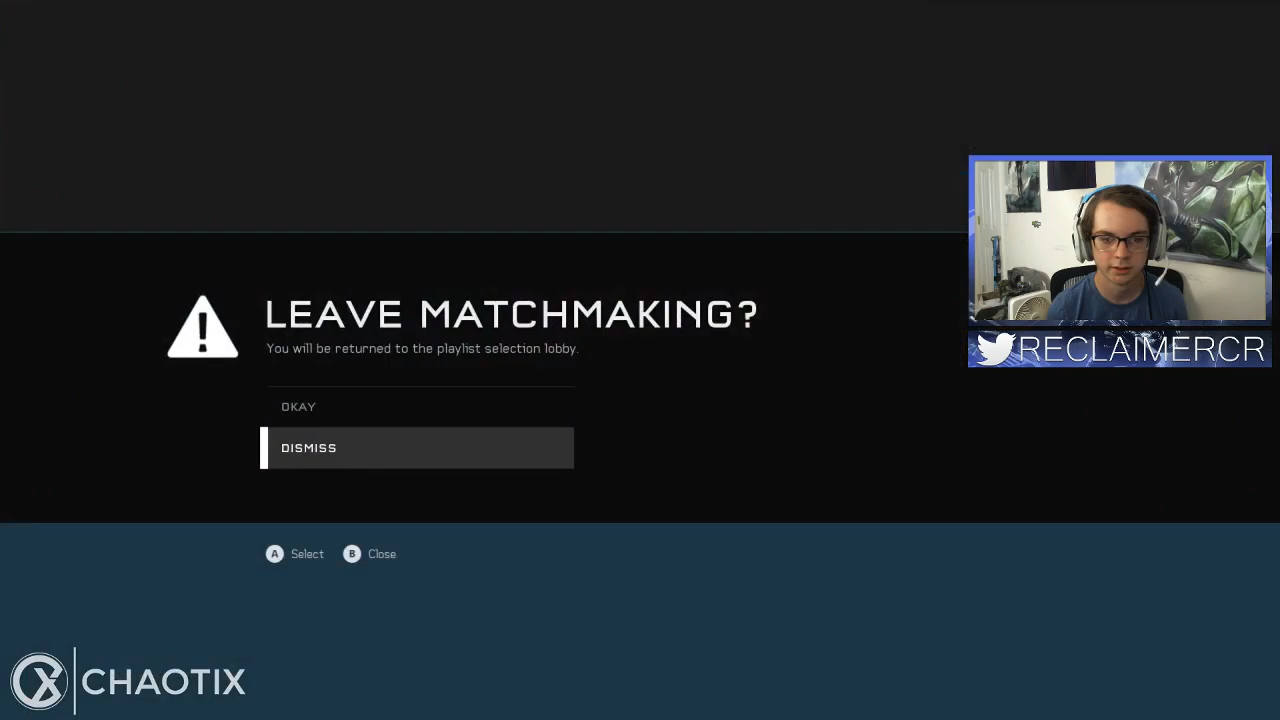 LEAVE MATCHMAKING?
You will be returned to the playlist selection lobby.
OKAY
DISMISS
A Select B Close
RECLAIMERCR
CHAOTIX